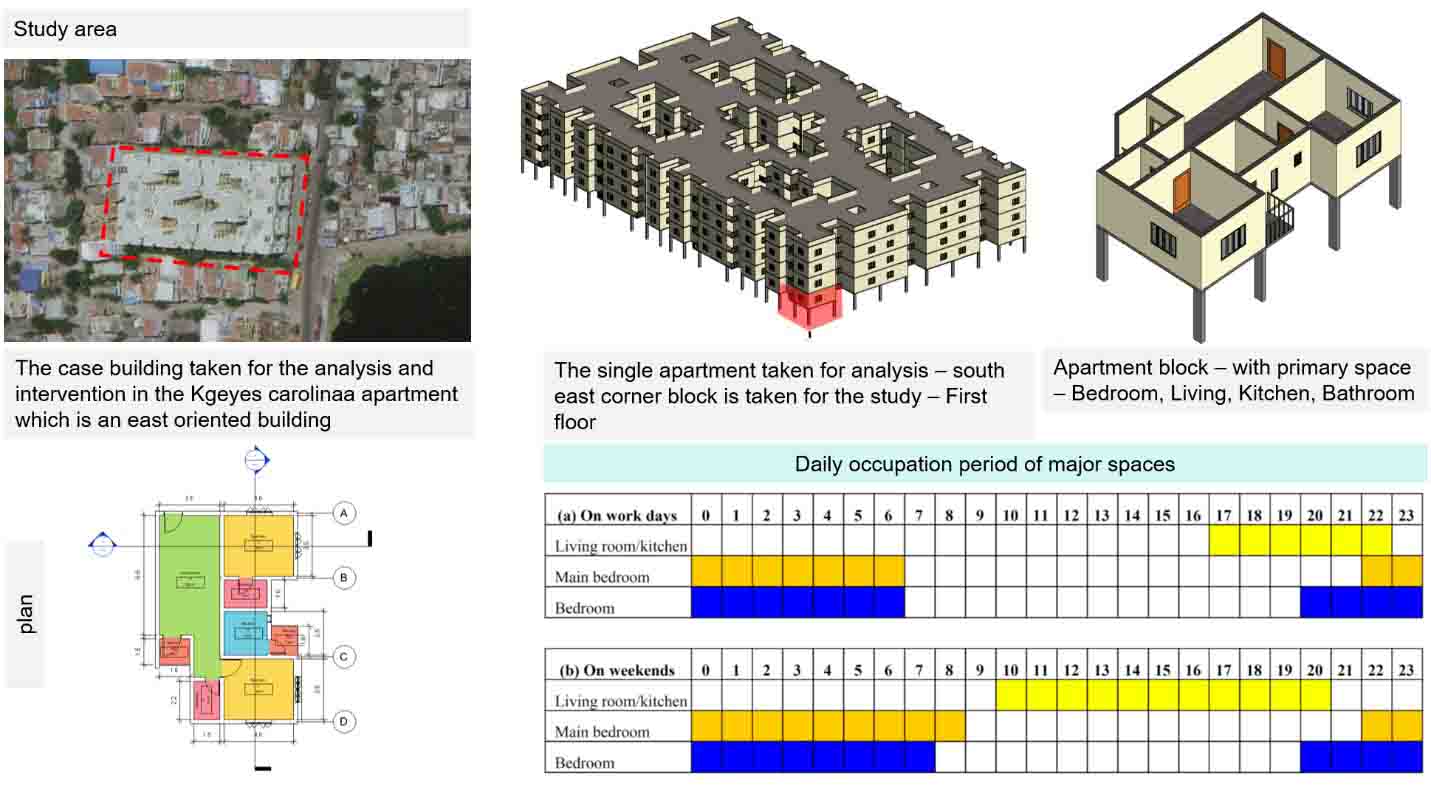 Study area
The case building taken for the analysis and
intervention in the Kgeyes carolinaa apartment
which is an east oriented building
The single apartment taken for analysis – south
east corner block is taken for the study – First
floor
Apartment block – with primary space
– Bedroom, Living, Kitchen, Bathroom
plan
A
B
C
D
Daily occupation period of major spaces
(a) On work days 0 1 2 3 4 5 6 7 8 9 10 11 12 13 14 15 16 17 18 19 20 21 22 23
Living room/kitchen
Main bedroom
Bedroom
(b) On weekends 0 1 2 3 4 5 6 7 8 9 10 11 12 13 14 15 16 17 18 19 20 21 22 23
Living room/kitchen
Main bedroom
Bedroom